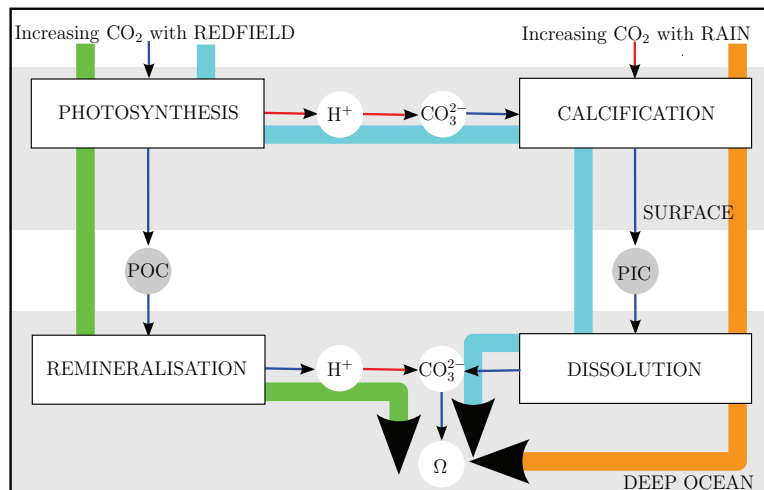 Increasing CO₂ with REDFIELD
Increasing CO₂ with RAIN
PHOTOSYNTHESIS
H⁺
CO₃²⁻
CALCIFICATION
SURFACE
POC
PIC
REMINERALISATION
H⁺
CO₃²⁻
DISSOLUTION
Ω
DEEP OCEAN